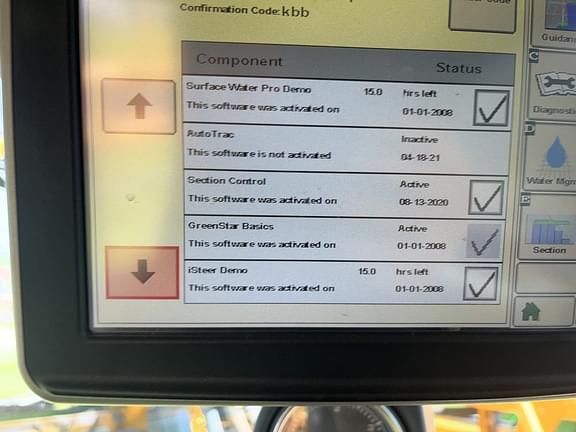 Confirmation Code: kbb
Component Status
Surface Water Pro Demo 15.0 hrs left
This software was activated on 01-01-2008
AutoTrac Inactive
This software is not activated 04-18-21
Section Control Active
This software was activated on 08-13-2020
GreenStar Basics Active
This software was activated on 01-01-2008
iSteer Demo 15.0 hrs left
This software was activated on 01-01-2008
Guidan
C
Diagnosti
D
Water Mgm
E
Section